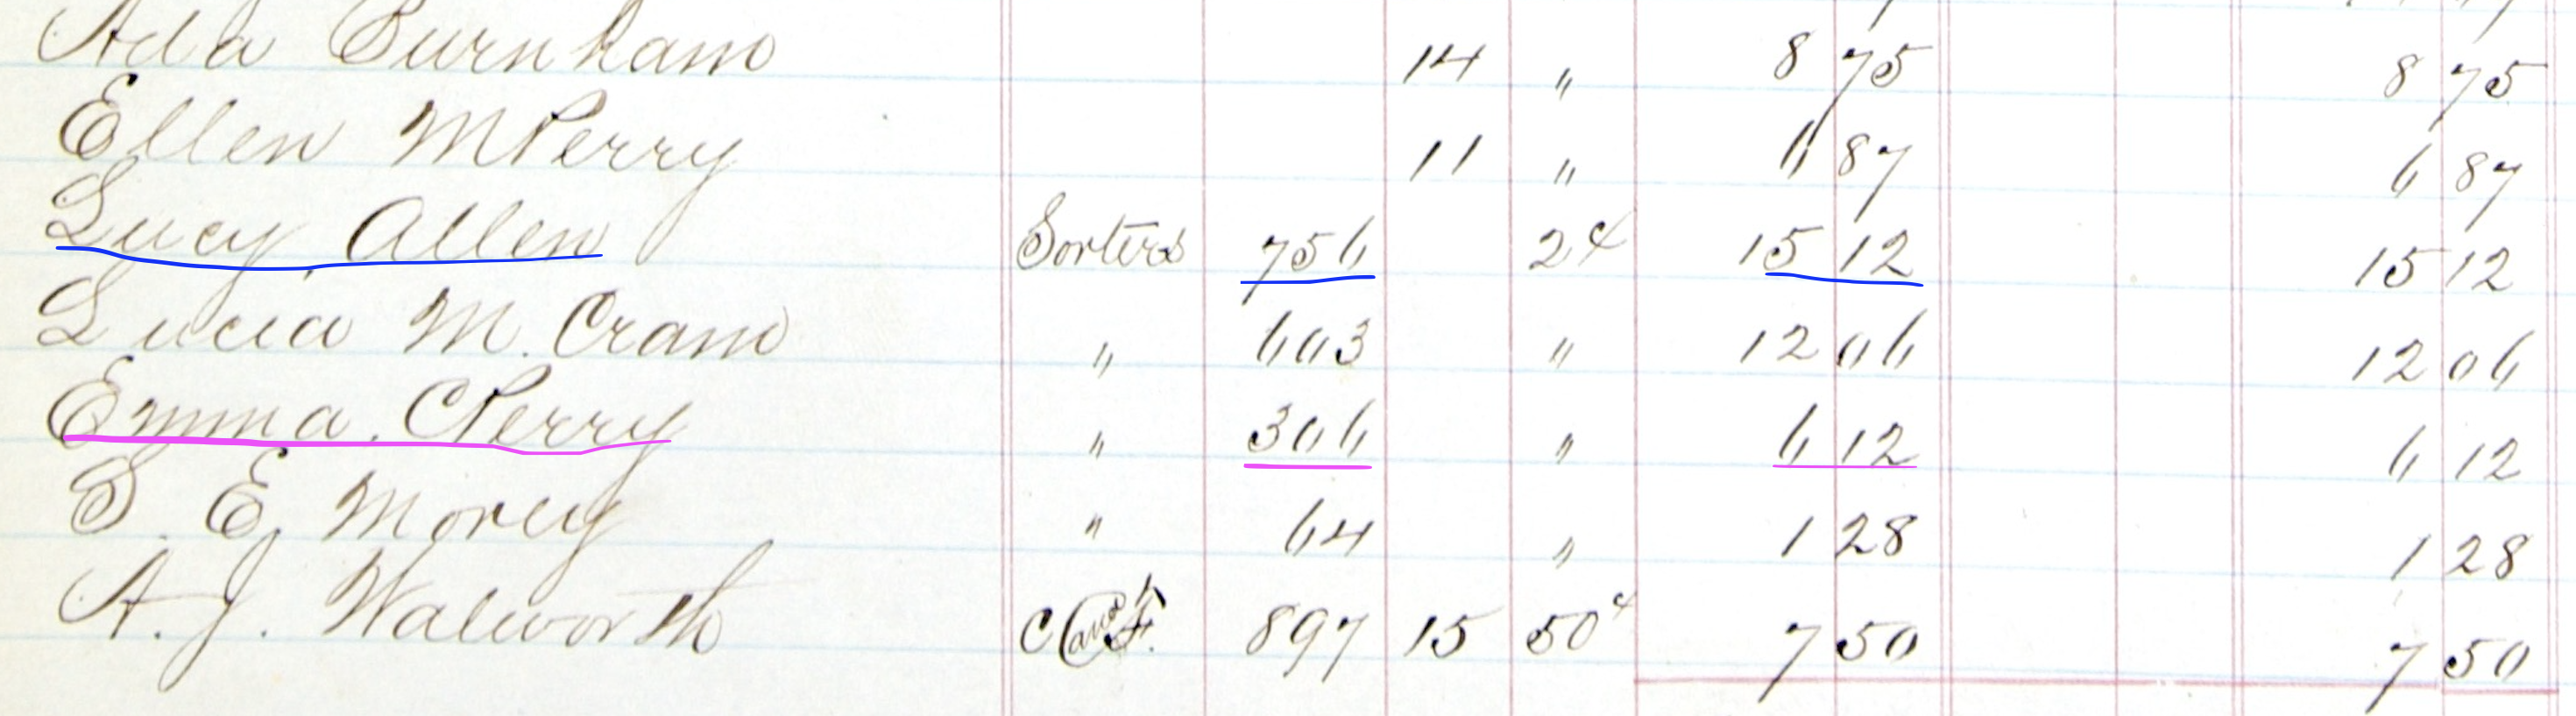 Ada Burnham 14 " 8 75 8 75
Ellen M Perry 11 " 6 87 6 87
Lucy Allen Sorters 756 2¢ 15 12 15 12
Lucia M. Cram " 603 " 12 06 12 06
Emma. C Perry " 306 " 6 12 6 12
S. E. Morey " 64 " 1 28 1 28
A. J. Walworth 897 15 50¢ 7 50 7 50